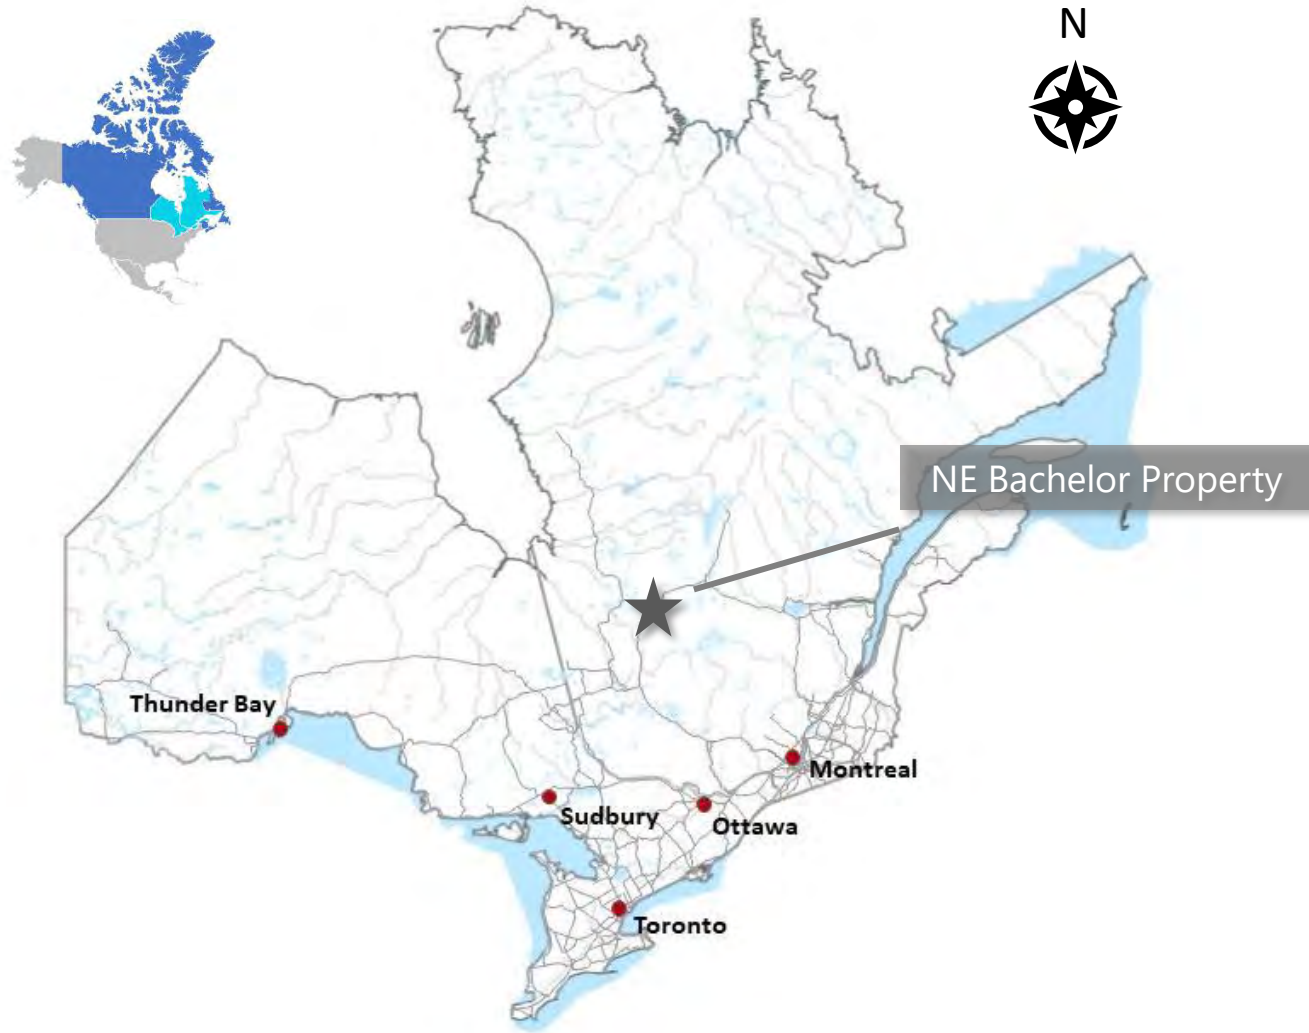 N
NE Bachelor Property
Thunder Bay
Montreal
Sudbury
Ottawa
Toronto